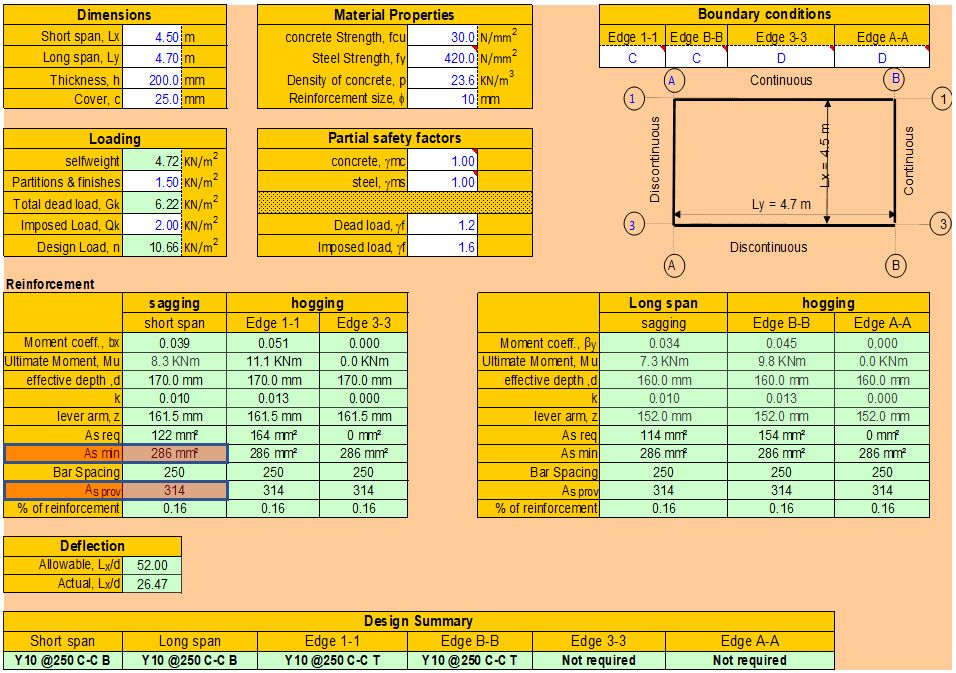 Dimensions
Short span, Lx 4.50 m
Long span, Ly 4.70 m
Thickness, h 200.0 mm
Cover, c 25.0 mm
Material Properties
concrete Strength, fcu 30.0 N/mm²
Steel Strength, fy 420.0 N/mm²
Density of concrete, p 23.6 KN/m³
Reinforcement size, ϕ 10 mm
Boundary conditions
Edge 1-1 Edge B-B Edge 3-3 Edge A-A
C C D D
A Continuous B
1 1
Discontinuous
Lx = 4.5 m
Continuous
Ly = 4.7 m
3 3
Discontinuous
A B
Loading
selfweight 4.72 KN/m²
Partitions & finishes 1.50 KN/m²
Total dead load, Gk 6.22 KN/m²
Imposed Load, Qk 2.00 KN/m²
Design Load, n 10.66 KN/m²
Partial safety factors
concrete, γmc 1.00
steel, γms 1.00
Dead load, γf 1.2
Imposed load, γf 1.6
Reinforcement
sagging hogging
short span Edge 1-1 Edge 3-3
Moment coeff., bx 0.039 0.051 0.000
Ultimate Moment, Mu 8.3 KNm 11.1 KNm 0.0 KNm
effective depth ,d 170.0 mm 170.0 mm 170.0 mm
k 0.010 0.013 0.000
lever arm, z 161.5 mm 161.5 mm 161.5 mm
As req 122 mm² 164 mm² 0 mm²
As min 286 mm² 286 mm² 286 mm²
Bar Spacing 250 250 250
As prov 314 314 314
% of reinforcement 0.16 0.16 0.16
Long span hogging
sagging Edge B-B Edge A-A
Moment coeff., βy 0.034 0.045 0.000
Ultimate Moment, Mu 7.3 KNm 9.8 KNm 0.0 KNm
effective depth ,d 160.0 mm 160.0 mm 160.0 mm
k 0.010 0.013 0.000
lever arm, z 152.0 mm 152.0 mm 152.0 mm
As req 114 mm² 154 mm² 0 mm²
As min 286 mm² 286 mm² 286 mm²
Bar Spacing 250 250 250
As prov 314 314 314
% of reinforcement 0.16 0.16 0.16
Deflection
Allowable, Lx/d 52.00
Actual, Lx/d 26.47
Design Summary
Short span Long span Edge 1-1 Edge B-B Edge 3-3 Edge A-A
Y10 @250 C-C B Y10 @250 C-C B Y10 @250 C-C T Y10 @250 C-C T Not required Not required